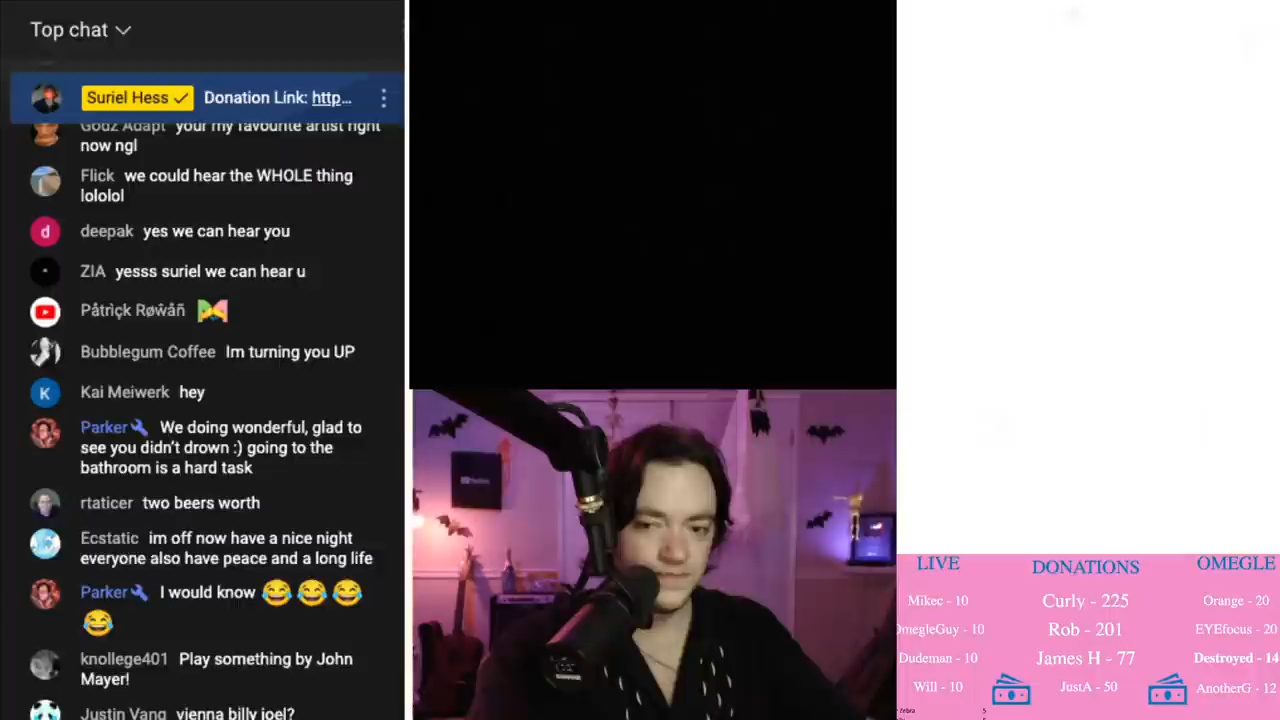 Top chat
Suriel Hess Donation Link: http...
Godz Adapt your my favourite artist right
now ngl
Flick we could hear the WHOLE thing
lololol
deepak yes we can hear you
ZIA yesss suriel we can hear u
Påtrìçk Røŵåñ
Bubblegum Coffee Im turning you UP
Kai Meiwerk hey
Parker We doing wonderful, glad to
see you didn't drown :) going to the
bathroom is a hard task
rtaticer two beers worth
Ecstatic im off now have a nice night
everyone also have peace and a long life
Parker I would know 😂 😂 😂
😂
knollege401 Play something by John
Mayer!
Justin Vang vienna billy joel?
LIVE
Mikec - 10
OmegleGuy - 10
Dudeman - 10
Will - 10
DONATIONS
Curly - 225
Rob - 201
James H - 77
JustA - 50
OMEGLE
Orange - 20
EYEfocus - 20
Destroyed - 14
AnotherG - 12